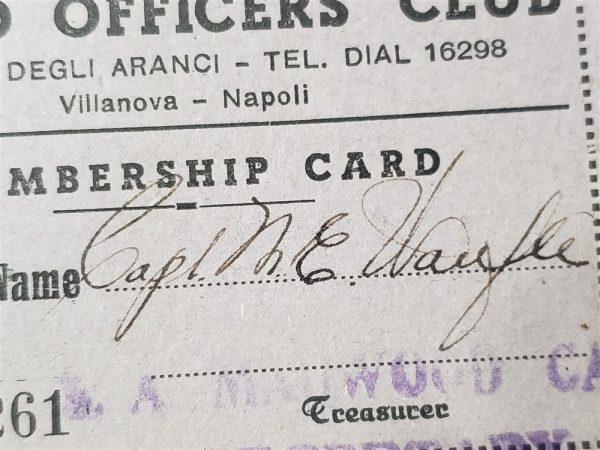 OFFICERS CLUB
DEGLI ARANCI - TEL. DIAL 16298
Villanova - Napoli
MBERSHIP CARD
Name Capt. M. E.
261
Treasurer